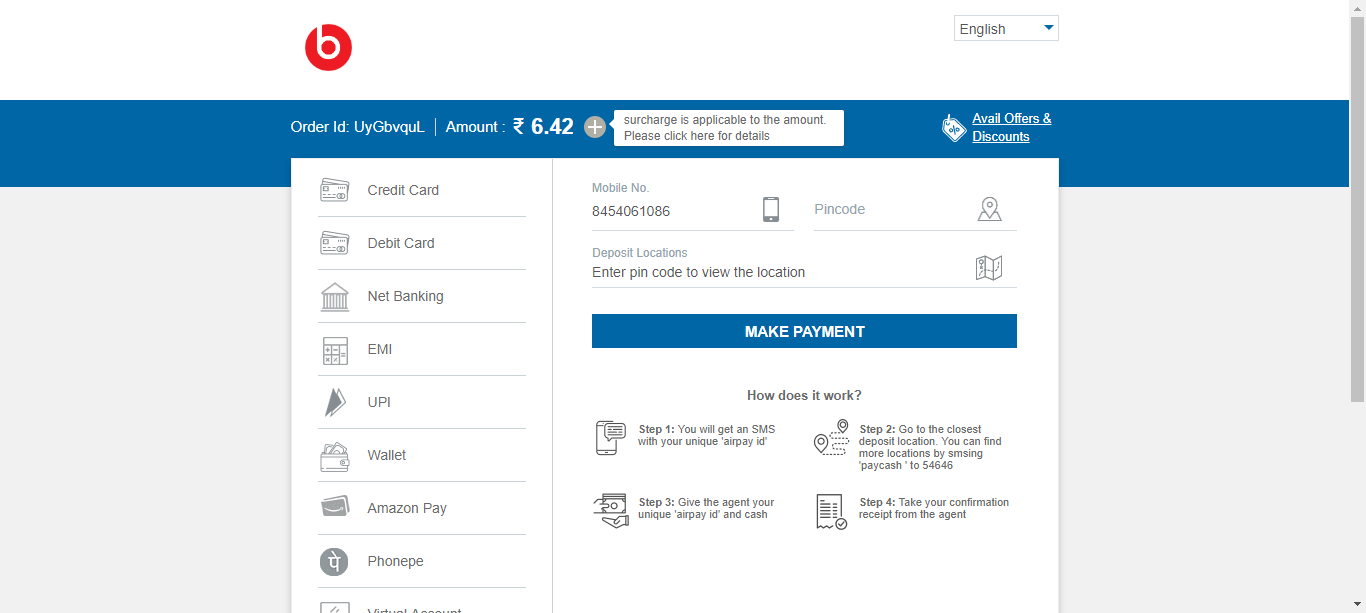 b
English
Order Id: UyGbvquL
Amount : ₹ 6.42
surcharge is applicable to the amount.
Please click here for details
Avail Offers &
Discounts
Credit Card
Debit Card
Net Banking
EMI
UPI
Wallet
Amazon Pay
पे
Phonepe
Virtual Account
Mobile No.
8454061086
Pincode
Deposit Locations
Enter pin code to view the location
MAKE PAYMENT
How does it work?
Step 1: You will get an SMS
with your unique 'airpay id'
Step 2: Go to the closest
deposit location. You can find
more locations by smsing
'paycash ' to 54646
Step 3: Give the agent your
unique 'airpay id' and cash
Step 4: Take your confirmation
receipt from the agent